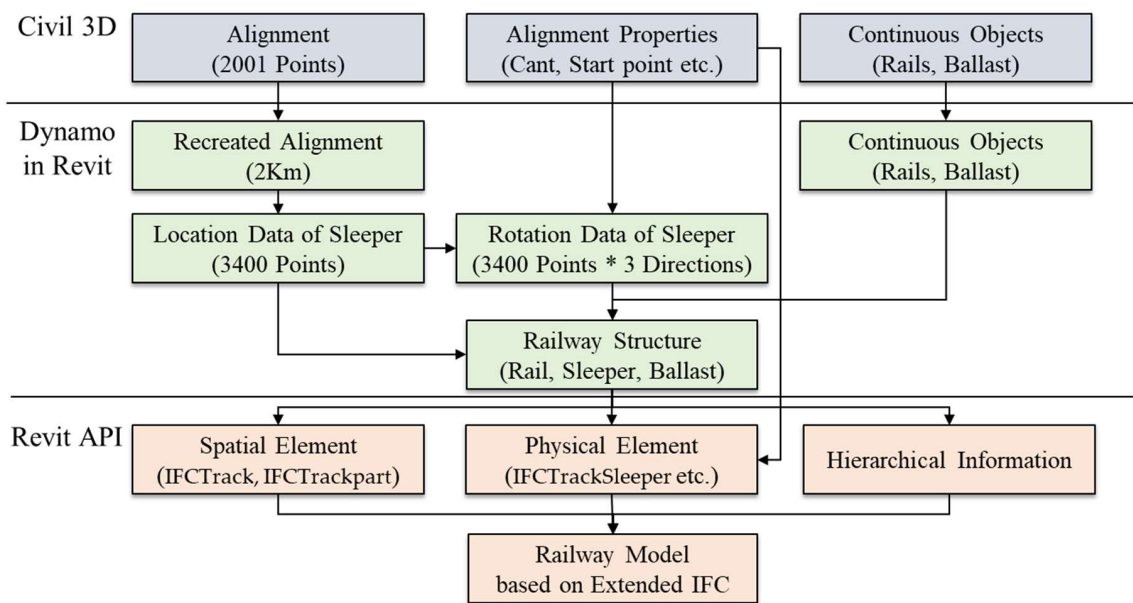 Civil 3D
Alignment
(2001 Points)
Alignment Properties
(Cant, Start point etc.)
Continuous Objects
(Rails, Ballast)
Dynamo
in Revit
Recreated Alignment
(2Km)
Continuous Objects
(Rails, Ballast)
Location Data of Sleeper
(3400 Points)
Rotation Data of Sleeper
(3400 Points * 3 Directions)
Railway Structure
(Rail, Sleeper, Ballast)
Revit API
Spatial Element
(IFCTrack, IFCTrackpart)
Physical Element
(IFCTrackSleeper etc.)
Hierarchical Information
Railway Model
based on Extended IFC